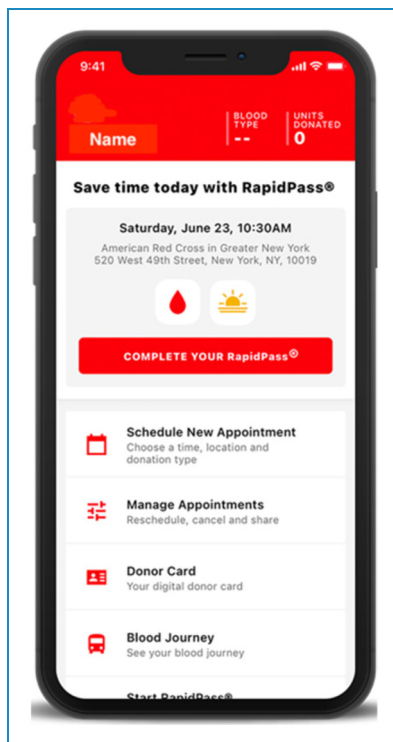 9:41
Name
BLOOD
TYPE
--
UNITS
DONATED
0
Save time today with RapidPass®
Saturday, June 23, 10:30AM
American Red Cross in Greater New York
520 West 49th Street, New York, NY, 10019
COMPLETE YOUR RapidPass®
Schedule New Appointment
Choose a time, location and
donation type
Manage Appointments
Reschedule, cancel and share
Donor Card
Your digital donor card
Blood Journey
See your blood journey
Start RapidPass®